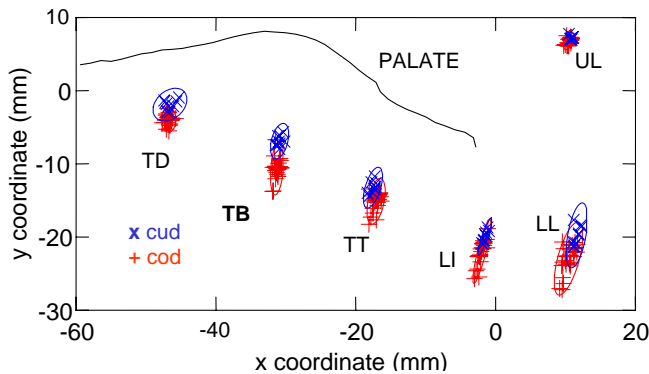 10
0
-10
-20
-30
y coordinate (mm)
PALATE
UL
TD
TB
TT
LI
LL
x cud
+ cod
-60
-40
-20
0
20
x coordinate (mm)